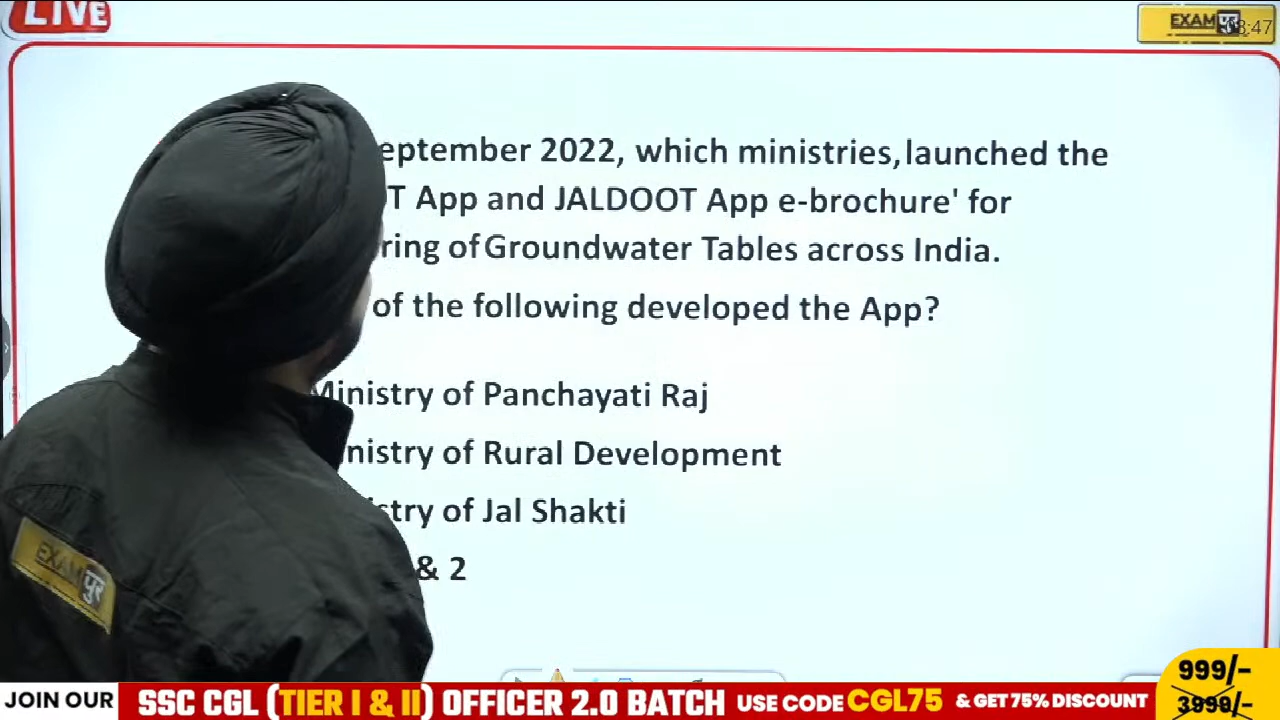 LIVE
EXAM पुर :47
eptember 2022, which ministries, launched the
T App and JALDOOT App e-brochure' for
ring of Groundwater Tables across India.
of the following developed the App?
Ministry of Panchayati Raj
nistry of Rural Development
stry of Jal Shakti
& 2
EXAM पुर
JOIN OUR SSC CGL (TIER I & II) OFFICER 2.0 BATCH USE CODE CGL75 & GET 75% DISCOUNT
999/-
3999/-